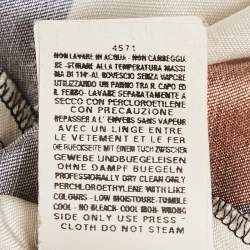 4571
NON LAVARE IN ACQUA - NON CANDEGGIA
RE - STIRARE ALLA TEMPERATURA MASSI
MA DI 110° AL ROVESCIO SENZA VAPORE
UTILIZZANDO UN PANNO TRA IL CAPO ED
IL FERRO - LAVARE SEPARATAMENTE A
SECCO CON PERCLOROETILENE
CON PRECAUZIONE
REPASSER A L' ENVERS SANS VAPEUR
AVEC UN LINGE ENTRE
LE VETEMENT ET LE FER
DIE RUECKSEITE MIT EINEM TUCH ZWISCHEN
GEWEBE UNDBUEGELEISEN
OHNE DAMPF BUEGELN
PROFESSIONALLY DRY CLEAN ONLY
PERCHLOROETHYLENE WITH LIKE
COLOURS - LOW MOISTURE - TUMBLE
COOL - NO BLEACH - COOL IRON - WRONG
SIDE ONLY USE PRESS -
CLOTH DO NOT STEAM